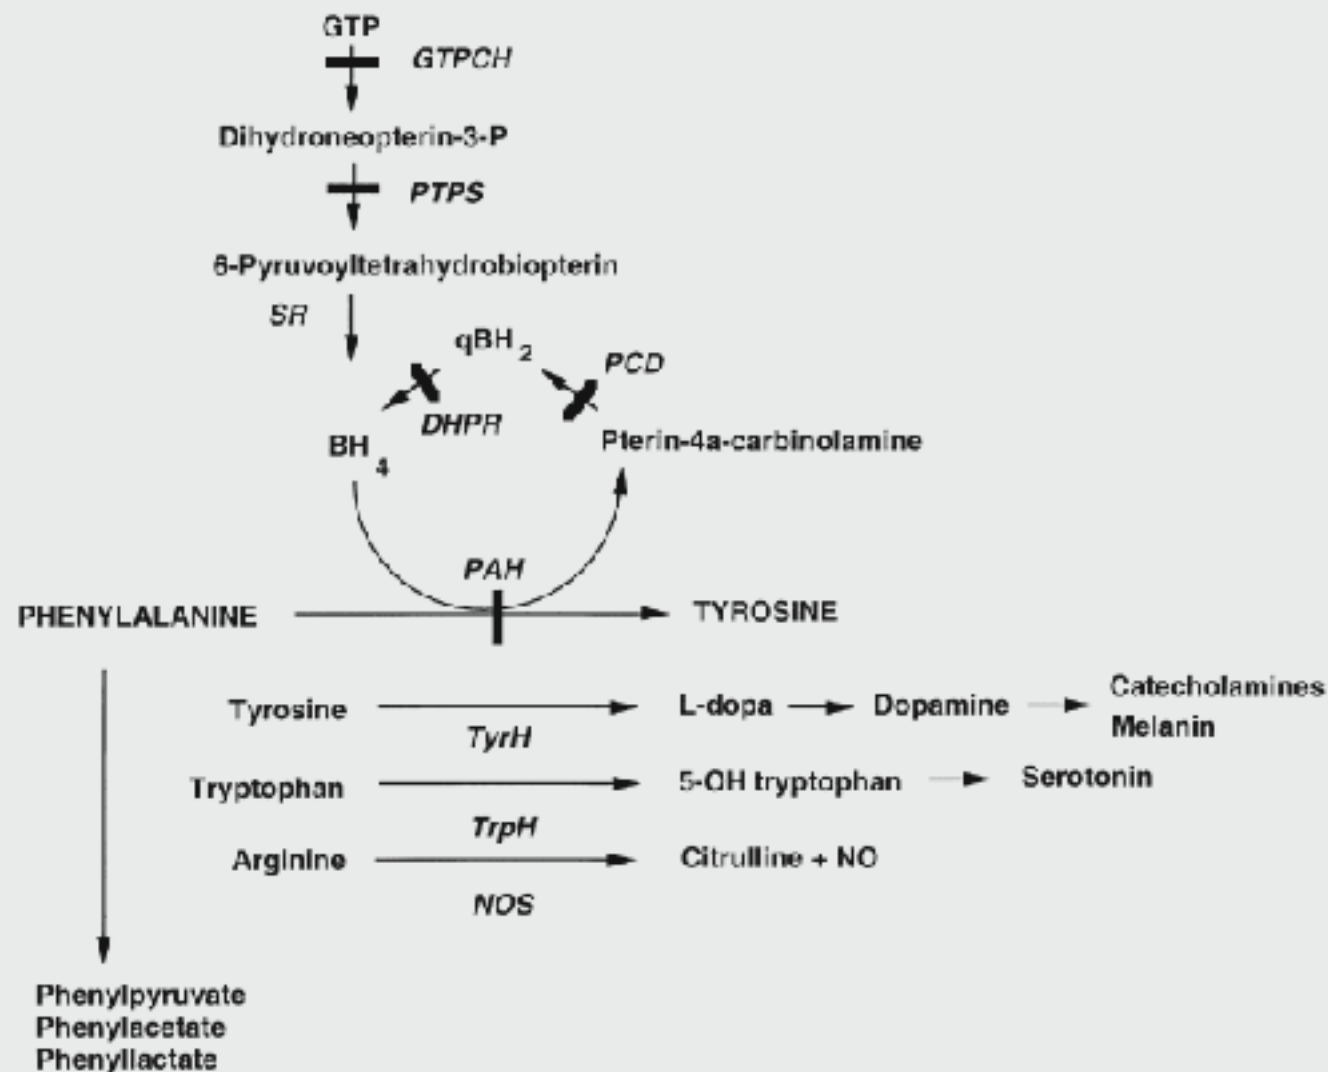 GTP
GTPCH
Dihydroneopterin-3-P
PTPS
6-Pyruvoyltetrahydrobiopterin
SR
qBH2
PCD
DHPR
BH4
Pterin-4a-carbinolamine
PAH
PHENYLALANINE
TYROSINE
Tyrosine
TyrH
L-dopa
Dopamine
Catecholamines
Melanin
Tryptophan
TrpH
5-OH tryptophan
Serotonin
Arginine
NOS
Citrulline + NO
Phenylpyruvate
Phenylacetate
Phenyllactate